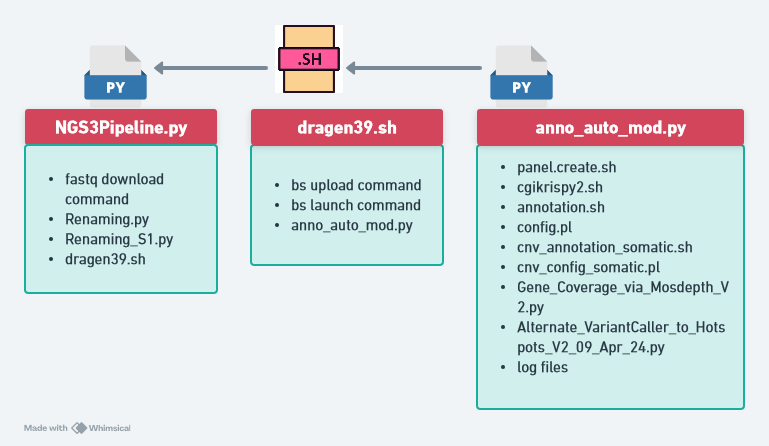 PY
.SH
PY
NGS3Pipeline.py
fastq download
command
Renaming.py
Renaming_S1.py
dragen39.sh
dragen39.sh
bs upload command
bs launch command
anno_auto_mod.py
anno_auto_mod.py
panel.create.sh
cgikrispy2.sh
annotation.sh
config.pl
cnv_annotation_somatic.sh
cnv_config_somatic.pl
Gene_Coverage_via_Mosdepth_V
2.py
Alternate_VariantCaller_to_Hots
pots_V2_09_Apr_24.py
log files
Made with Whimsical